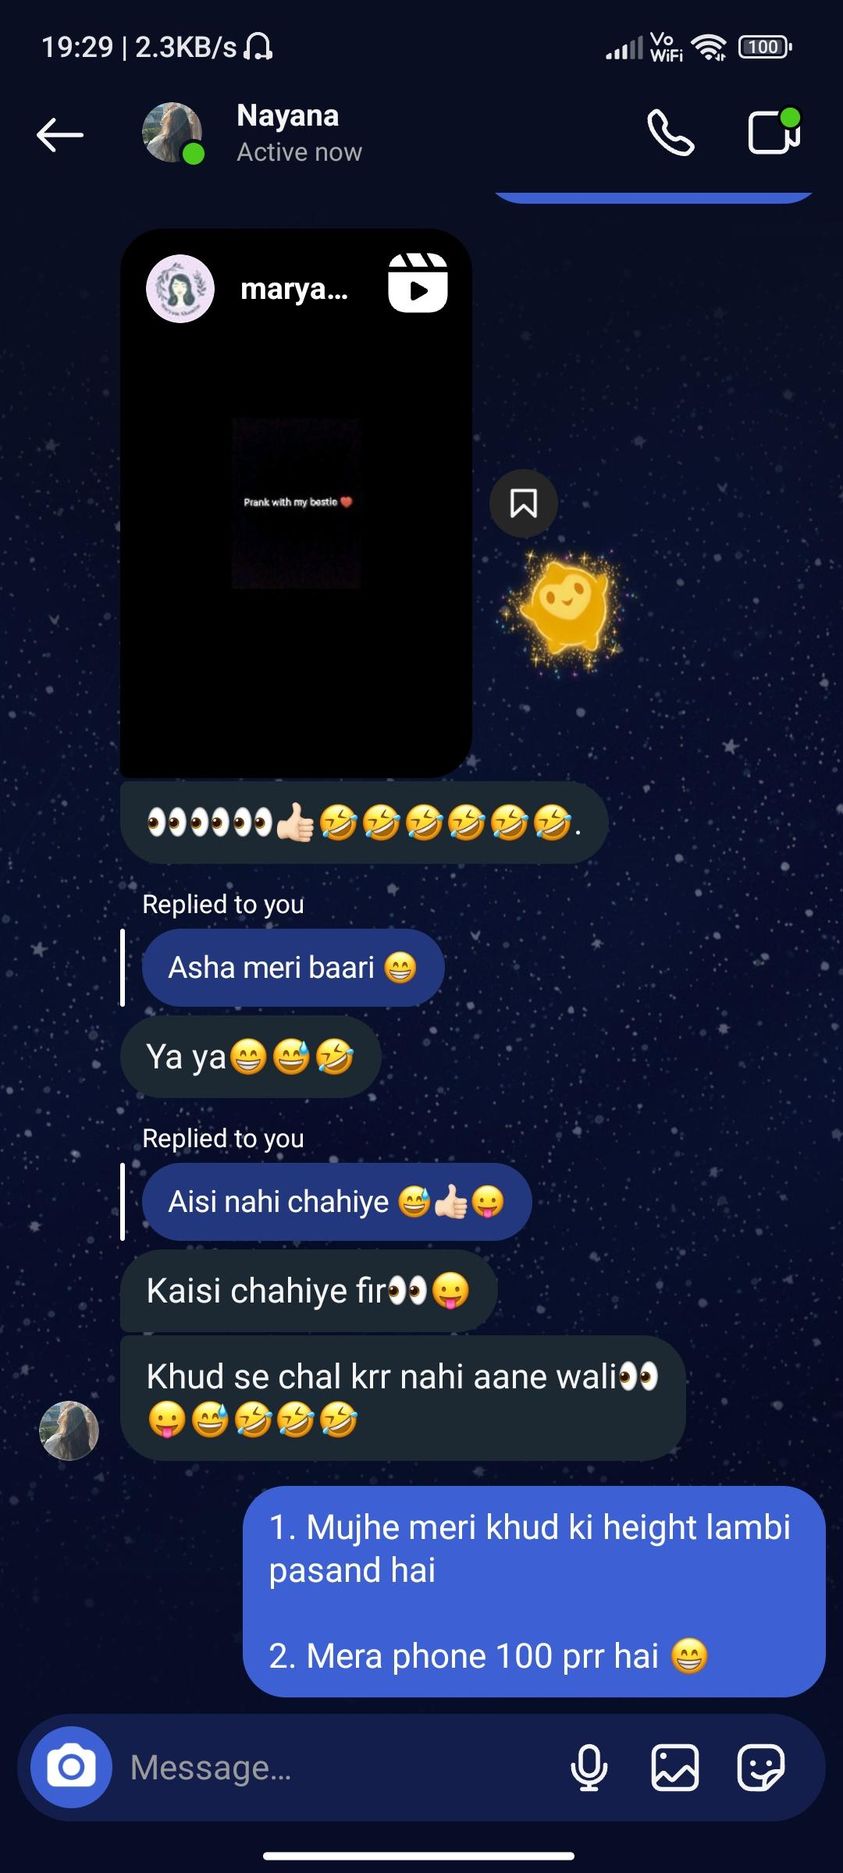 19:29 | 2.3KB/s
Vo
WiFi
100
Nayana
Active now
marya...
Prank with my bestie ❤️
👀👀👀👍🏻🤣🤣🤣🤣🤣🤣.
Replied to you
Asha meri baari 😁
Ya ya😁😅🤣
Replied to you
Aisi nahi chahiye 😅👍🏻😛
Kaisi chahiye fir👀😛
Khud se chal krr nahi aane wali👀
😛😅🤣🤣🤣
1. Mujhe meri khud ki height lambi
pasand hai
2. Mera phone 100 prr hai 😁
Message...